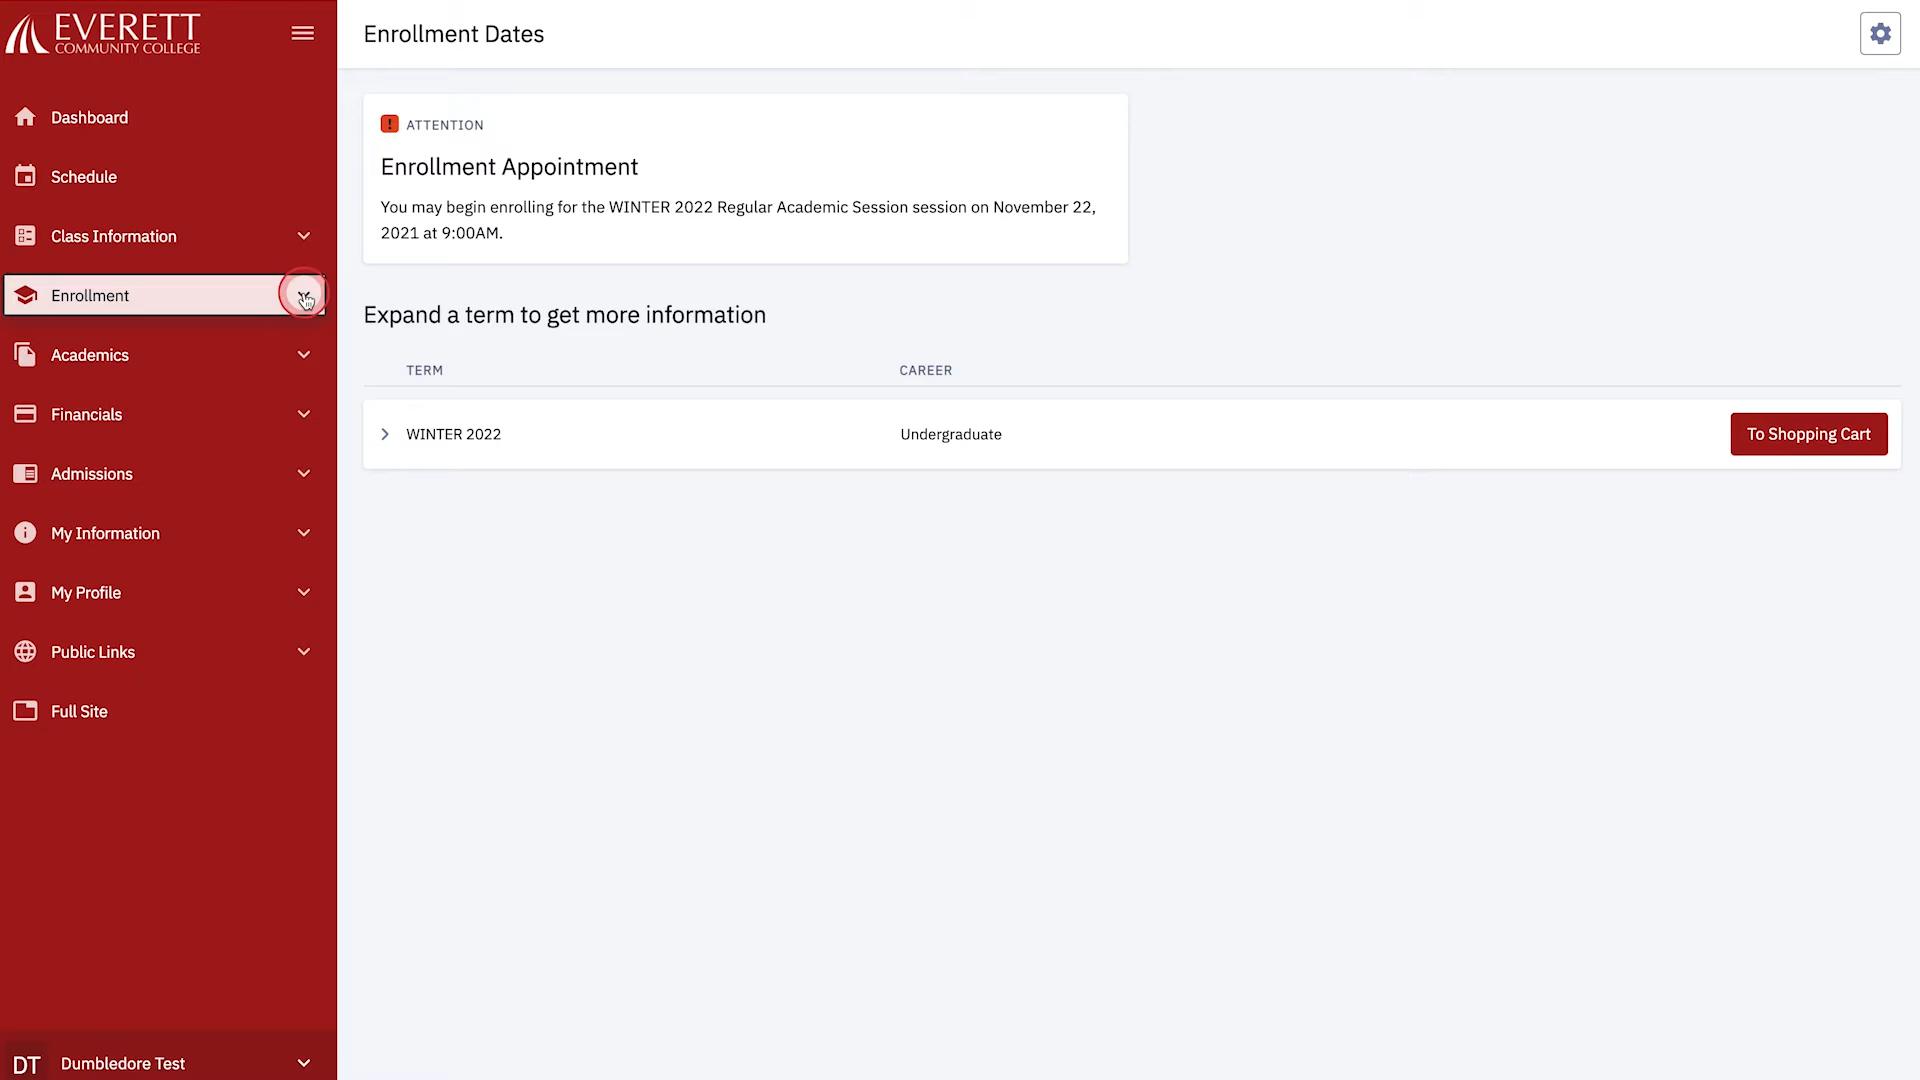 EVERETT
COMMUNITY COLLEGE
Enrollment Dates
Dashboard
Schedule
Class Information
Enrollment
Academics
Financials
Admissions
My Information
My Profile
Public Links
Full Site
DT Dumbledore Test
ATTENTION
Enrollment Appointment
You may begin enrolling for the WINTER 2022 Regular Academic Session session on November 22,
2021 at 9:00AM.
Expand a term to get more information
TERM CAREER
WINTER 2022 Undergraduate To Shopping Cart